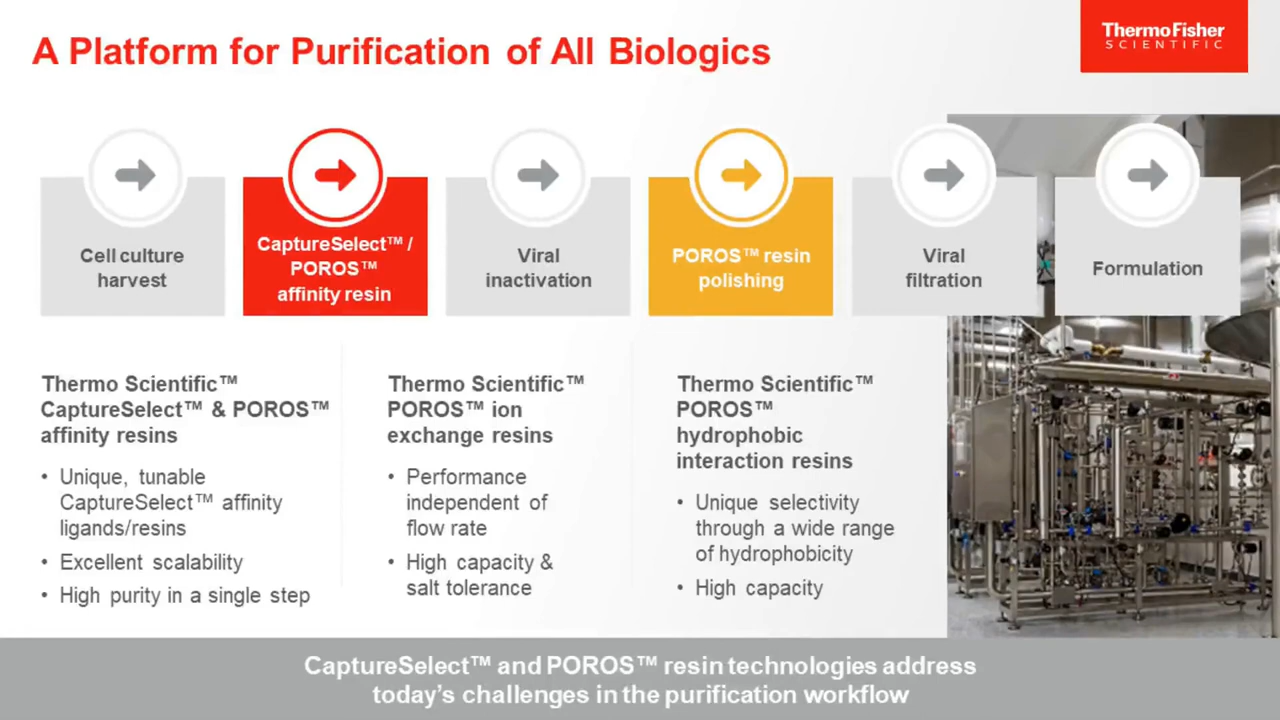 A Platform for Purification of All Biologics
ThermoFisher
SCIENTIFIC
Cell culture
harvest
CaptureSelect™ /
POROS™
affinity resin
Viral
inactivation
POROS™ resin
polishing
Viral
filtration
Formulation
Thermo Scientific™
CaptureSelect™ & POROS™
affinity resins
• Unique, tunable
CaptureSelect™ affinity
ligands/resins
• Excellent scalability
• High purity in a single step
Thermo Scientific™
POROS™ ion
exchange resins
• Performance
independent of
flow rate
• High capacity &
salt tolerance
Thermo Scientific™
POROS™
hydrophobic
interaction resins
• Unique selectivity
through a wide range
of hydrophobicity
• High capacity
CaptureSelect™ and POROS™ resin technologies address
today's challenges in the purification workflow